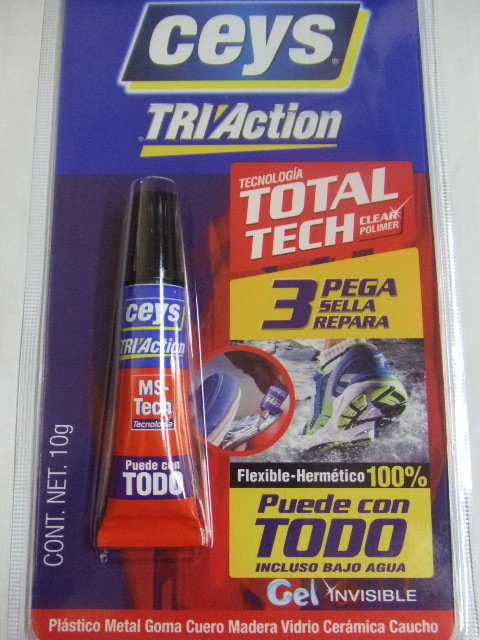 ceys
TRI'Action
TECNOLOGÍA
TOTAL
TECH
CLEAR
POLIMER
3 PEGA
SELLA
REPARA
ceys
TRI'Action
MS-
Tech
Tecnología
Puede con
TODO
CONT. NET. 10g
Flexible-Hermético 100%
Puede con
TODO
INCLUSO BAJO AGUA
Gel INVISIBLE
Plástico Metal Goma Cuero Madera Vidrio Cerámica Caucho